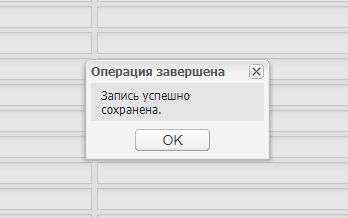 Операция завершена
Запись успешно
сохранена.
OK